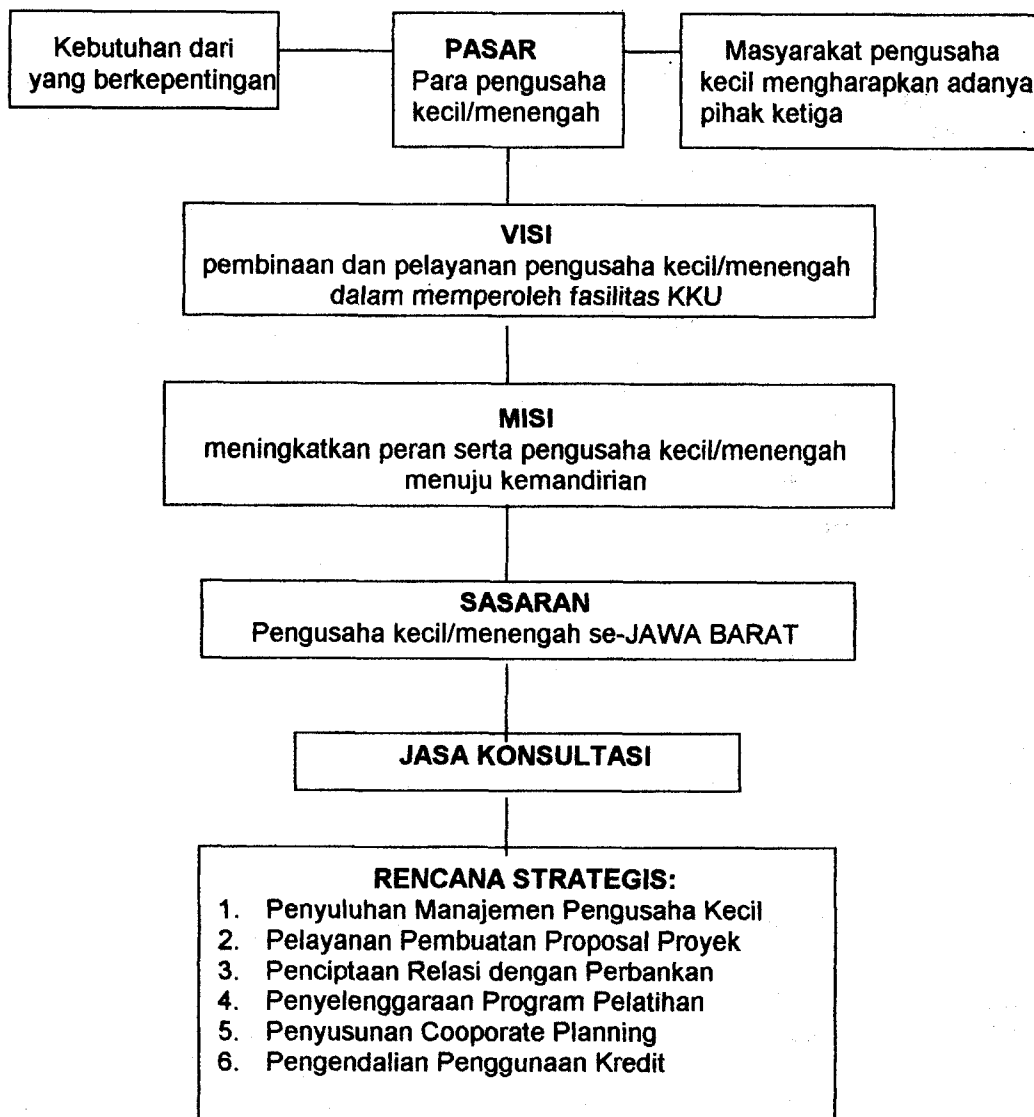 Kebutuhan dari
yang berkepentingan
PASAR
Para pengusaha
kecil/menengah
Masyarakat pengusaha
kecil mengharapkan adanya
pihak ketiga
VISI
pembinaan dan pelayanan pengusaha kecil/menengah
dalam memperoleh fasilitas KKU
MISI
meningkatkan peran serta pengusaha kecil/menengah
menuju kemandirian
SASARAN
Pengusaha kecil/menengah se-JAWA BARAT
JASA KONSULTASI
RENCANA STRATEGIS:
1. Penyuluhan Manajemen Pengusaha Kecil
2. Pelayanan Pembuatan Proposal Proyek
3. Penciptaan Relasi dengan Perbankan
4. Penyelenggaraan Program Pelatihan
5. Penyusunan Cooporate Planning
6. Pengendalian Penggunaan Kredit